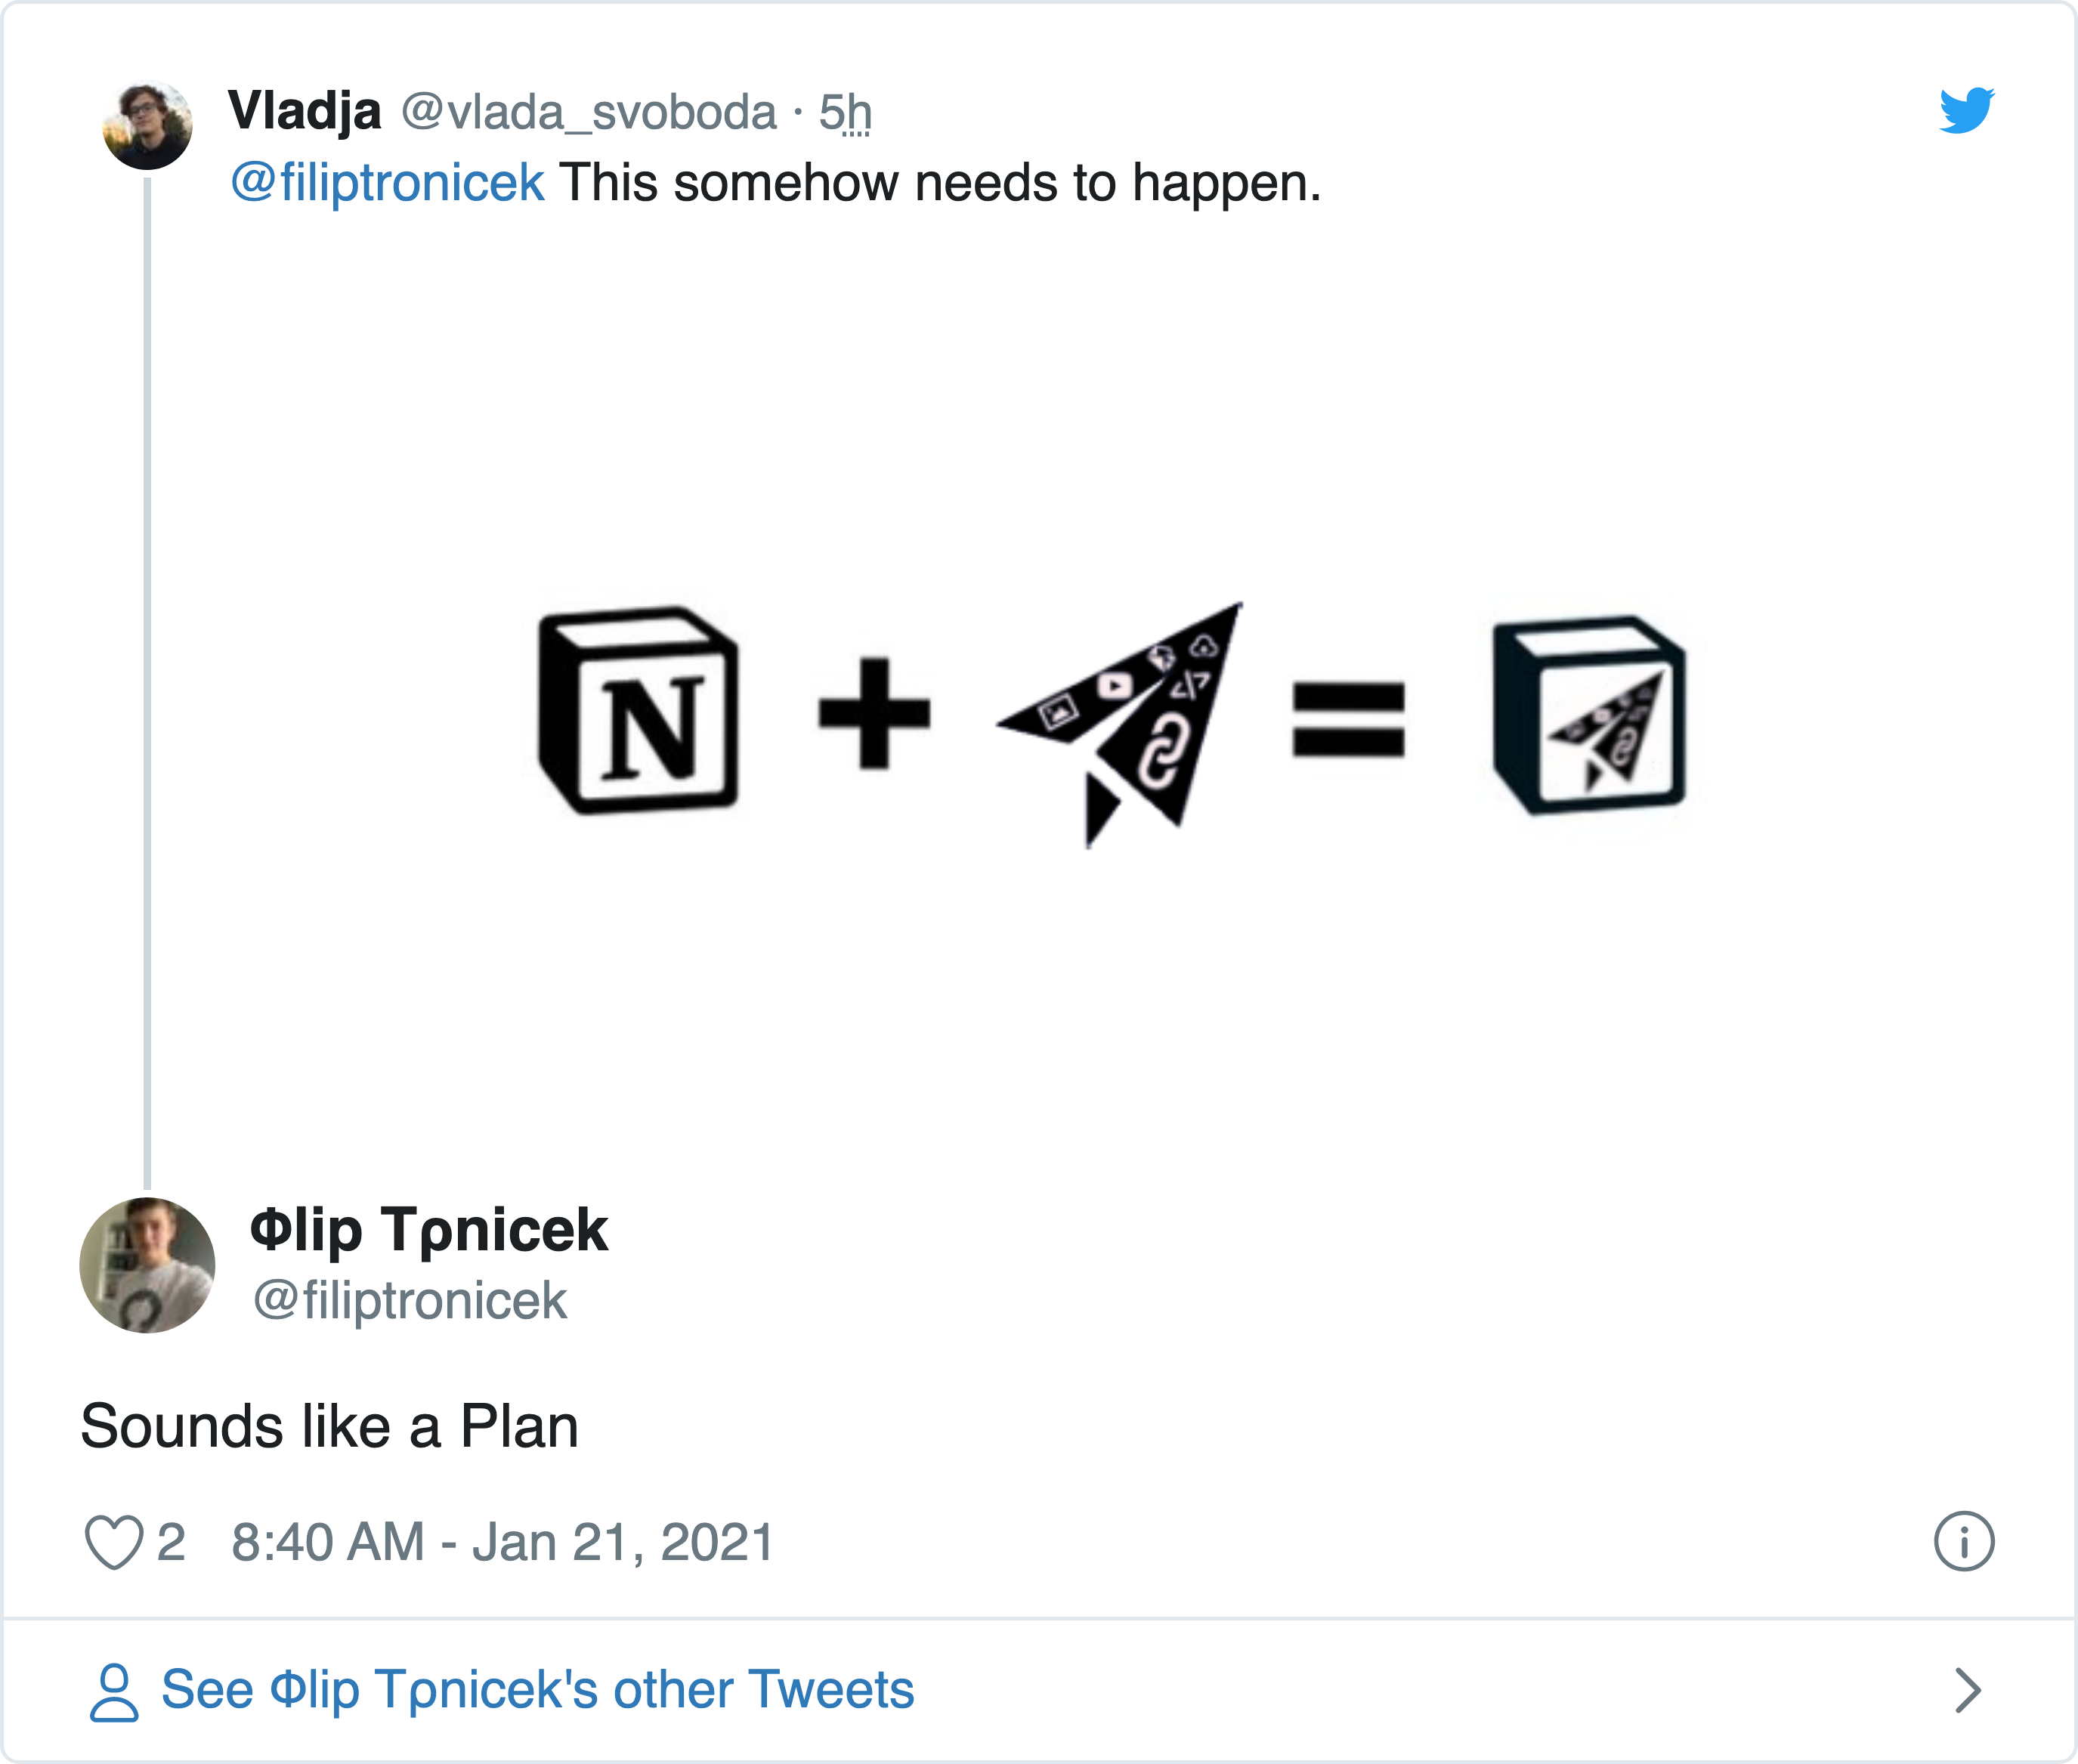 Vladja @vlada_svoboda · 5h
@filiptronicek This somehow needs to happen.
N + =
Φlip Tρnicek
@filiptronicek
Sounds like a Plan
2 8:40 AM - Jan 21, 2021
See Φlip Tρnicek's other Tweets